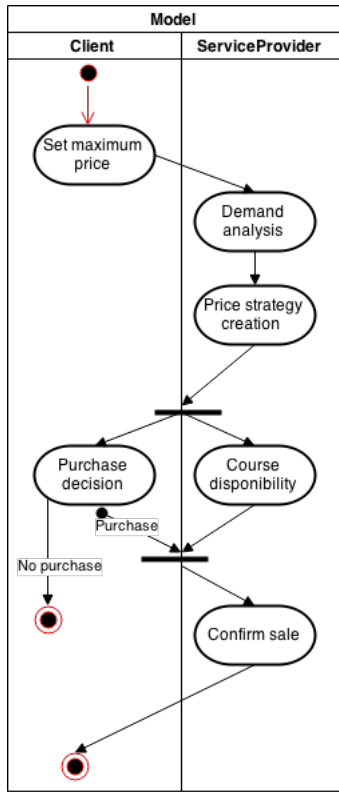 Model
Client
ServiceProvider
Set maximum
price
Demand
analysis
Price strategy
creation
Purchase
decision
Course
disponibility
Purchase
No purchase
Confirm sale